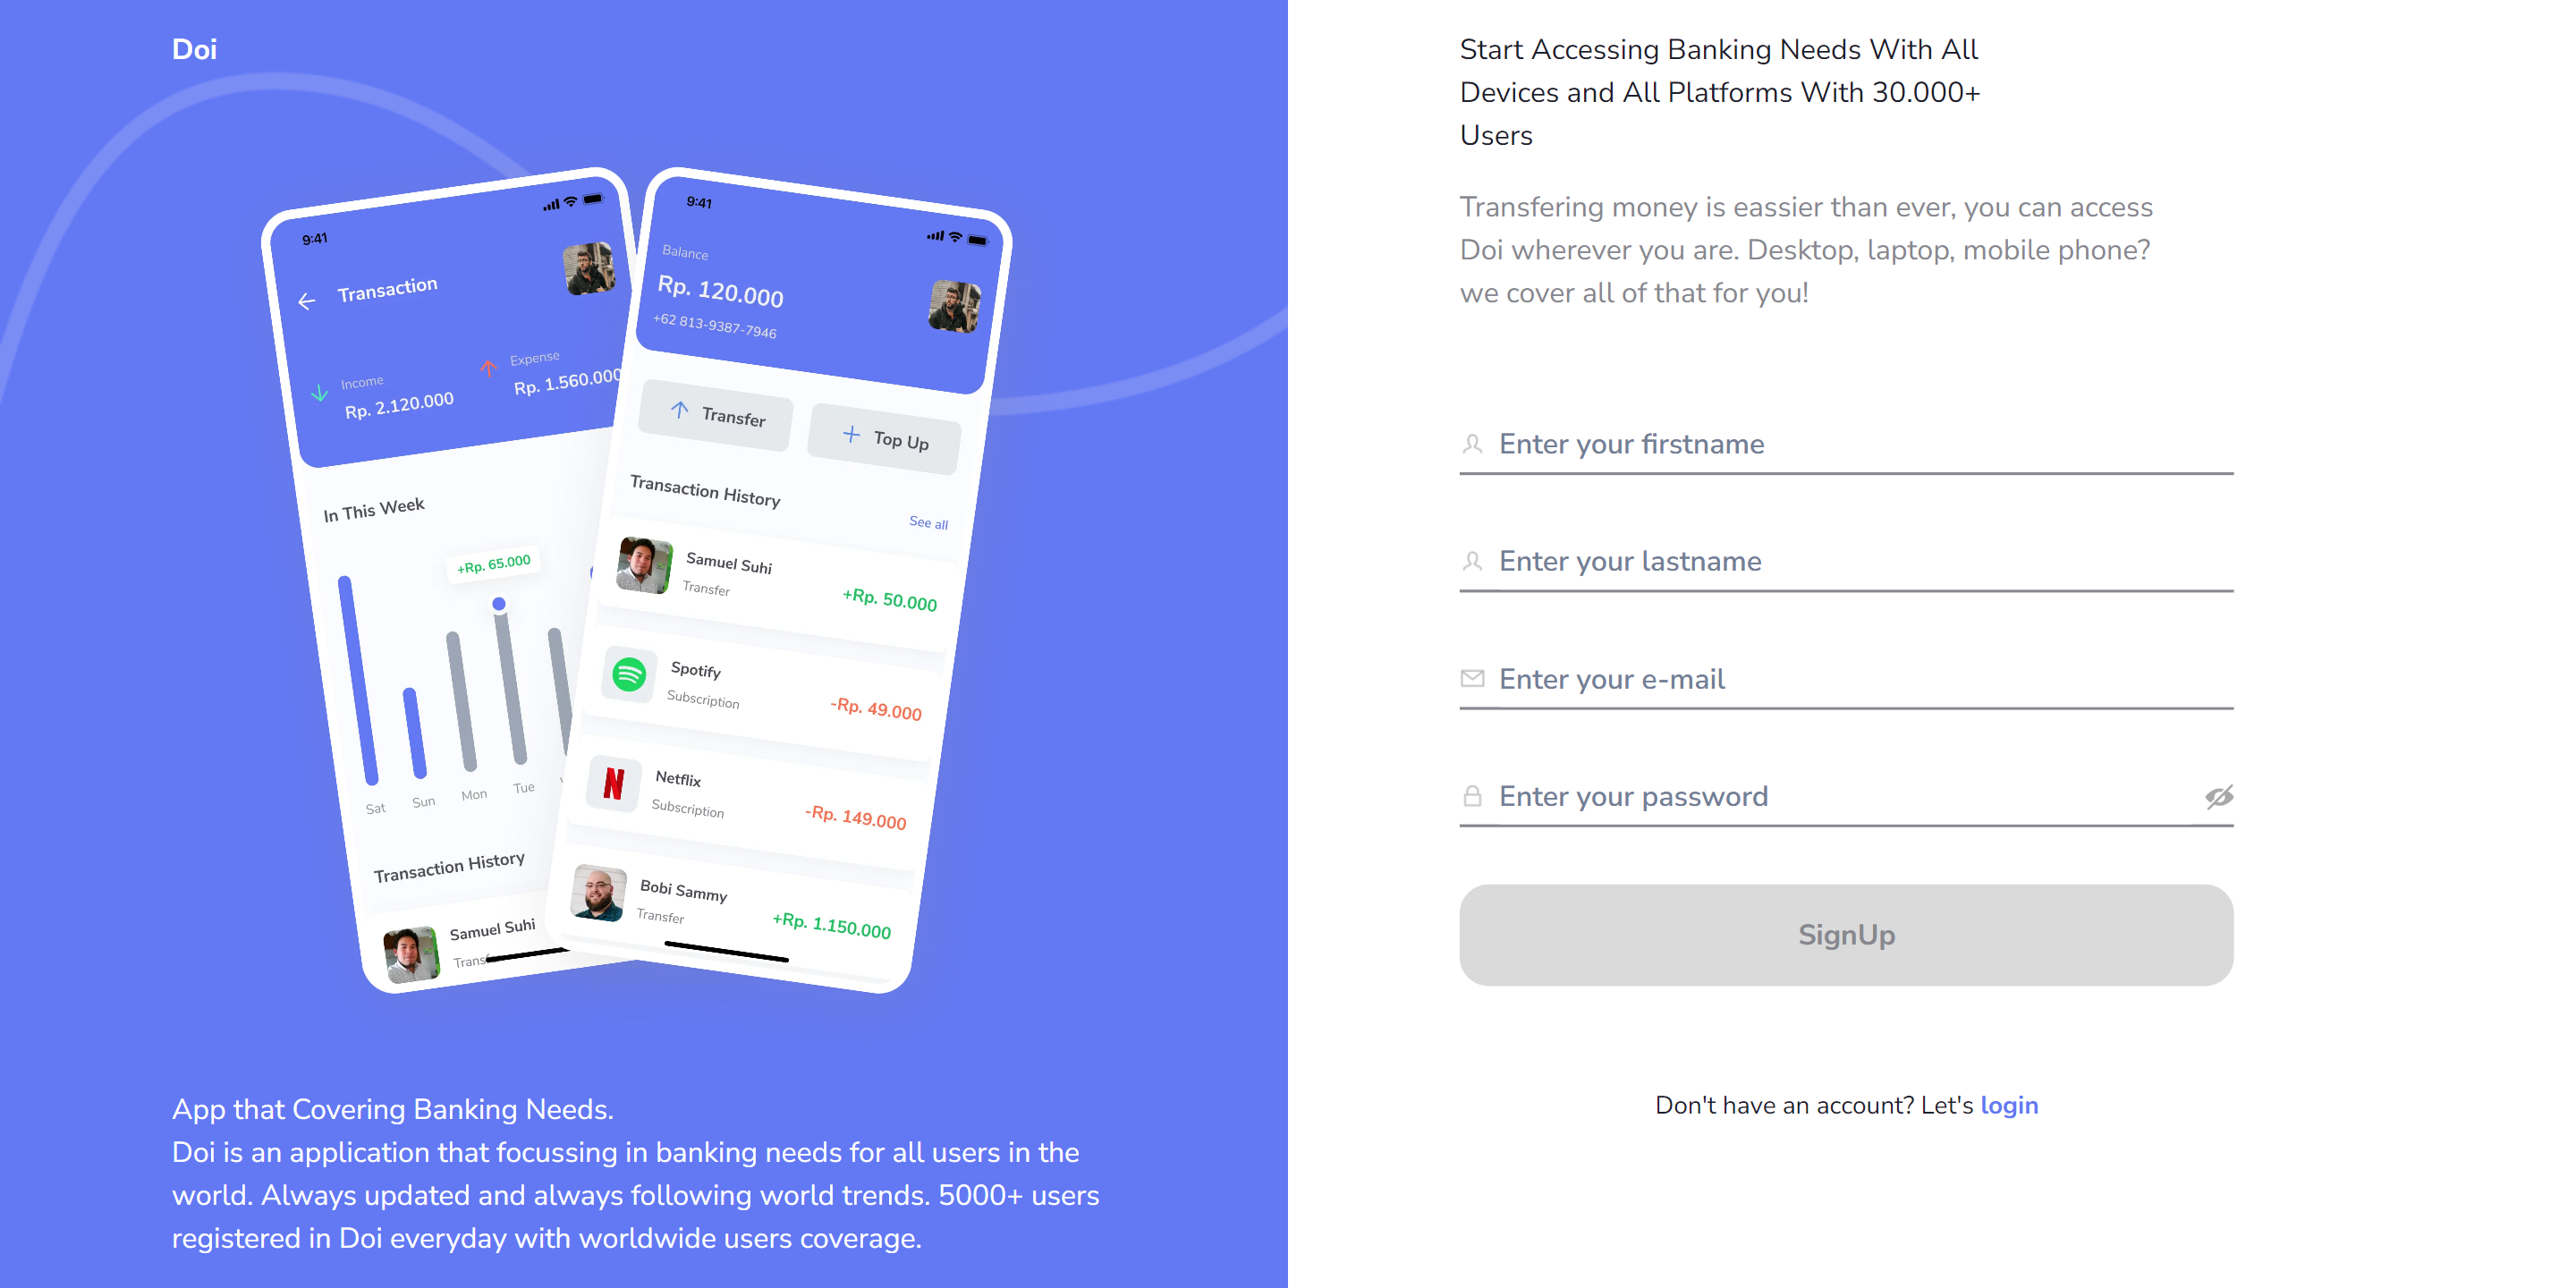 Doi
9:41
Transaction
Income
Rp. 2.120.000
Expense
Rp. 1.560.000
In This Week
+Rp. 65.000
Sat
Sun
Mon
Tue
Transaction History
Samuel Suhi
9:41
Balance
Rp. 120.000
+62 813-9387-7946
Transfer
Top Up
Transaction History
See all
Samuel Suhi
Transfer
+Rp. 50.000
Spotify
Subscription
-Rp. 49.000
Netflix
Subscription
-Rp. 149.000
Bobi Sammy
Transfer
+Rp. 1.150.000
App that Covering Banking Needs.
Doi is an application that focussing in banking needs for all users in the
world. Always updated and always following world trends. 5000+ users
registered in Doi everyday with worldwide users coverage.
Start Accessing Banking Needs With All
Devices and All Platforms With 30.000+
Users
Transfering money is eassier than ever, you can access
Doi wherever you are. Desktop, laptop, mobile phone?
we cover all of that for you!
Enter your firstname
Enter your lastname
Enter your e-mail
Enter your password
SignUp
Don't have an account? Let's login